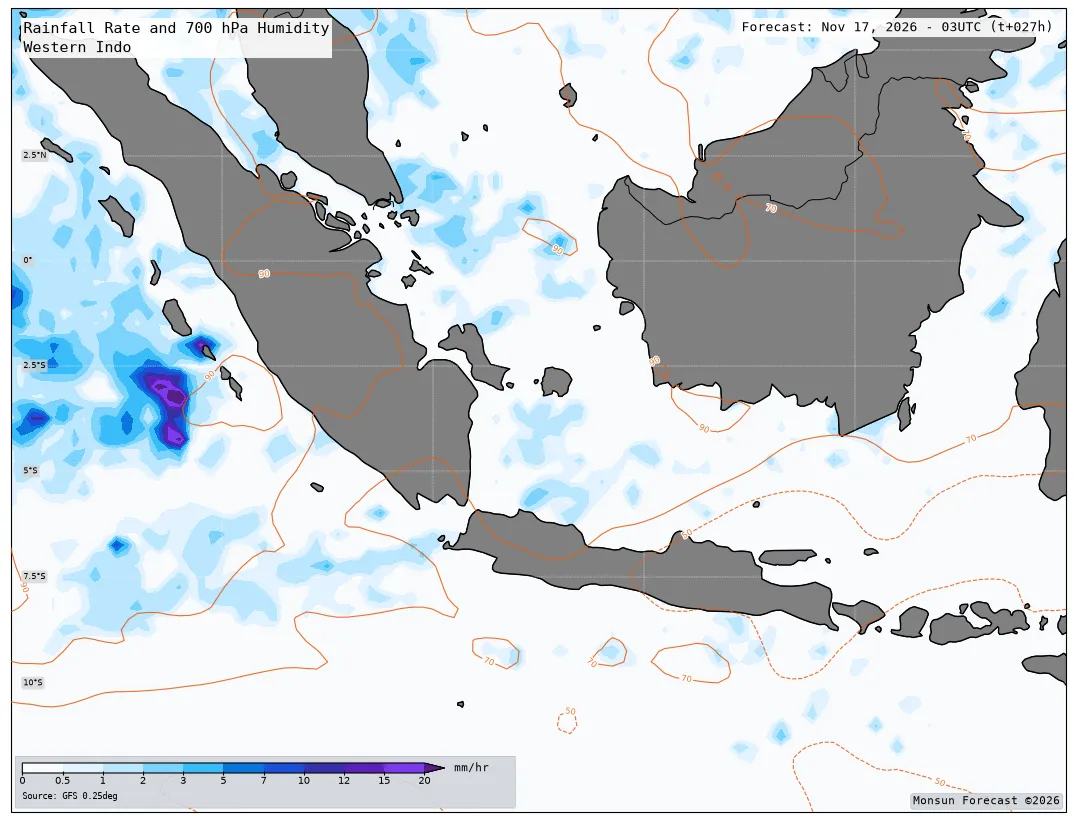 Rainfall Rate and 700 hPa Humidity
Western Indo
Forecast: Nov 17, 2026 - 03UTC (t+027h)
70
2.5°N
70
90
0°
90
2.5°S
90
90
90
70
5°S
50
7.5°S
90
70
70
70
10°S
50
50
mm/hr
0 0.5 1 2 3 5 7 10 12 15 20
Source: GFS 0.25deg
Monsun Forecast ©2026